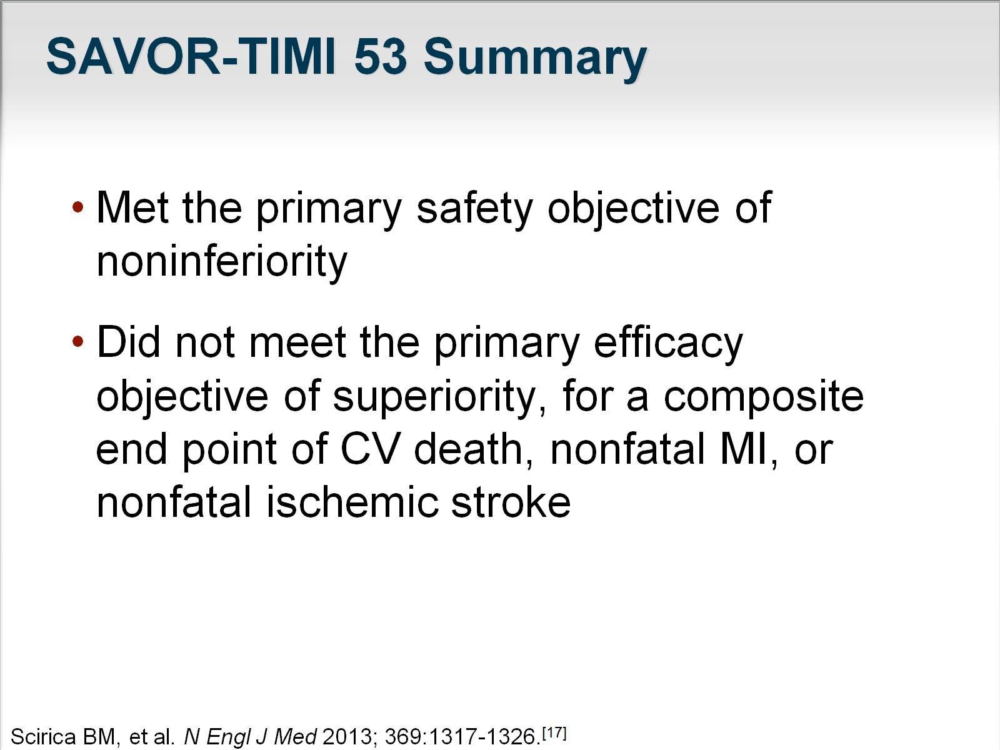 SAVOR-TIMI 53 Summary
• Met the primary safety objective of
noninferiority
• Did not meet the primary efficacy
objective of superiority, for a composite
end point of CV death, nonfatal MI, or
nonfatal ischemic stroke
Scirica BM, et al. N Engl J Med 2013; 369:1317-1326.[17]